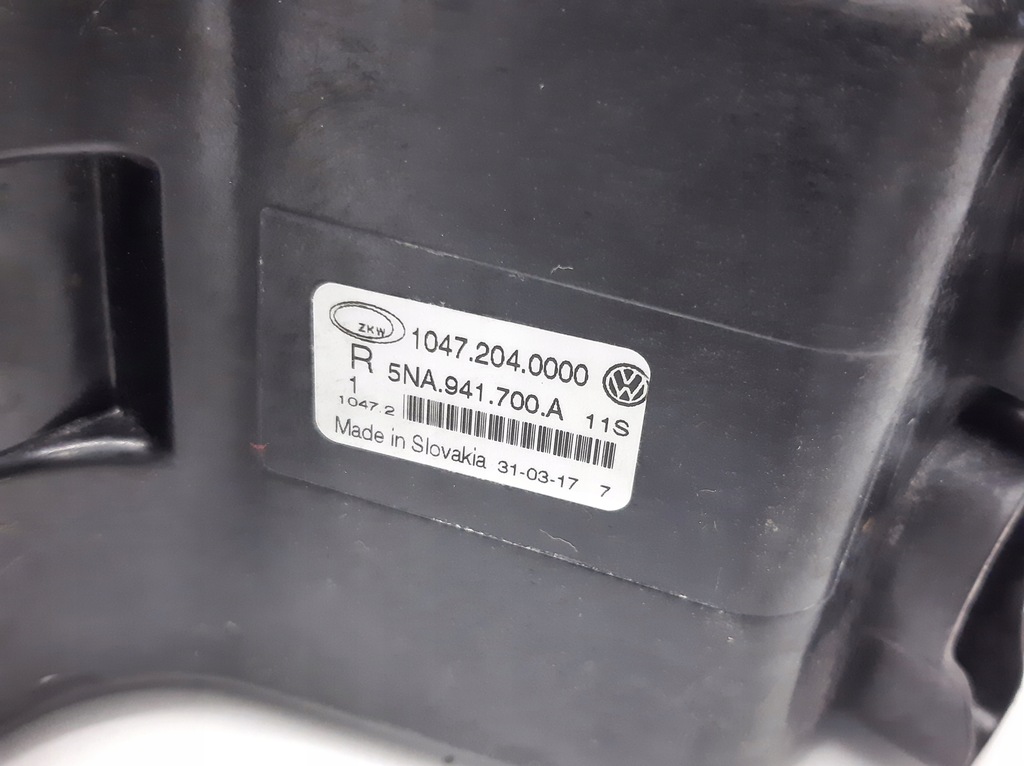 ZKW 1047.204.0000
R 5NA.941.700.A 11S
1
1047.2
Made in Slovakia 31-03-17 7